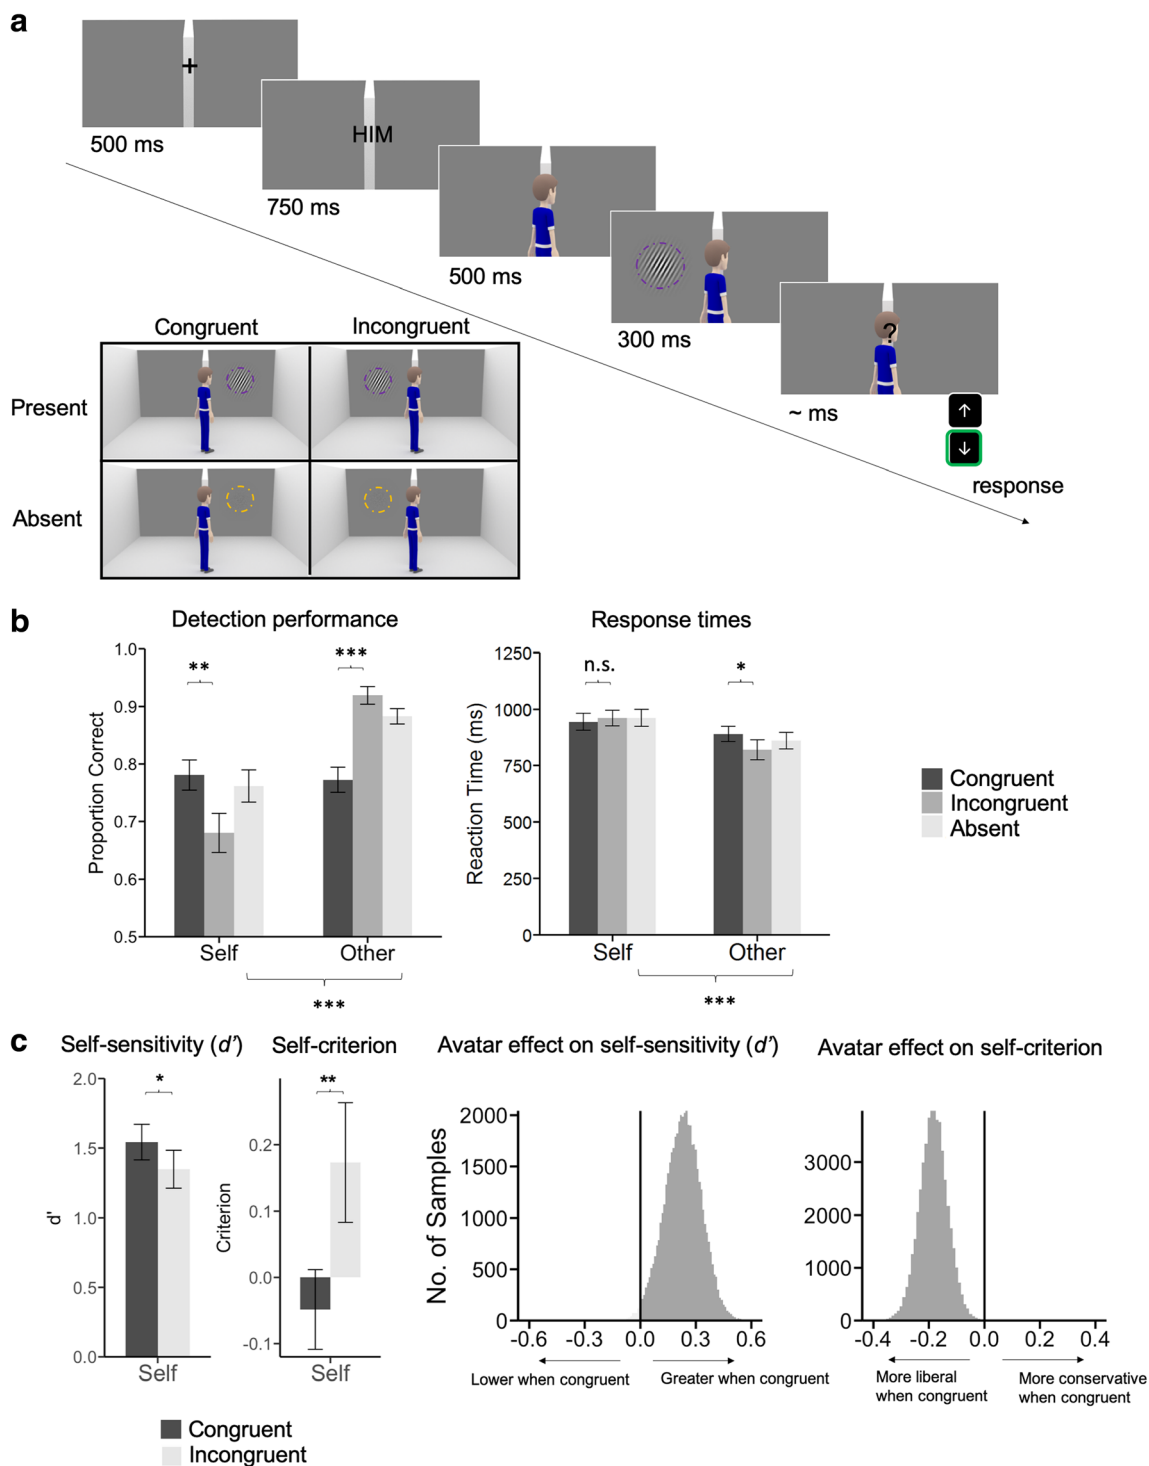 a
+
500 ms
HIM
750 ms
500 ms
300 ms
?
~ ms
↑
↓
response
Congruent Incongruent
Present
Absent
b
Detection performance
Proportion Correct
1.0
0.9
0.8
0.7
0.6
0.5
**
***
Self Other
***
Response times
Reaction Time (ms)
1250
1000
750
500
250
0
n.s.
*
Self Other
***
Congruent
Incongruent
Absent
c
Self-sensitivity (d’)
d'
2.0
1.5
1.0
0.5
0.0
*
Self
Self-criterion
Criterion
0.2
0.1
0.0
-0.1
**
Self
Congruent
Incongruent
Avatar effect on self-sensitivity (d’)
No. of Samples
2000
1500
1000
500
0
-0.6 -0.3 0.0 0.3 0.6
Lower when congruent Greater when congruent
Avatar effect on self-criterion
3000
2000
1000
0
-0.4 -0.2 0.0 0.2 0.4
More liberal
when congruent
More conservative
when congruent